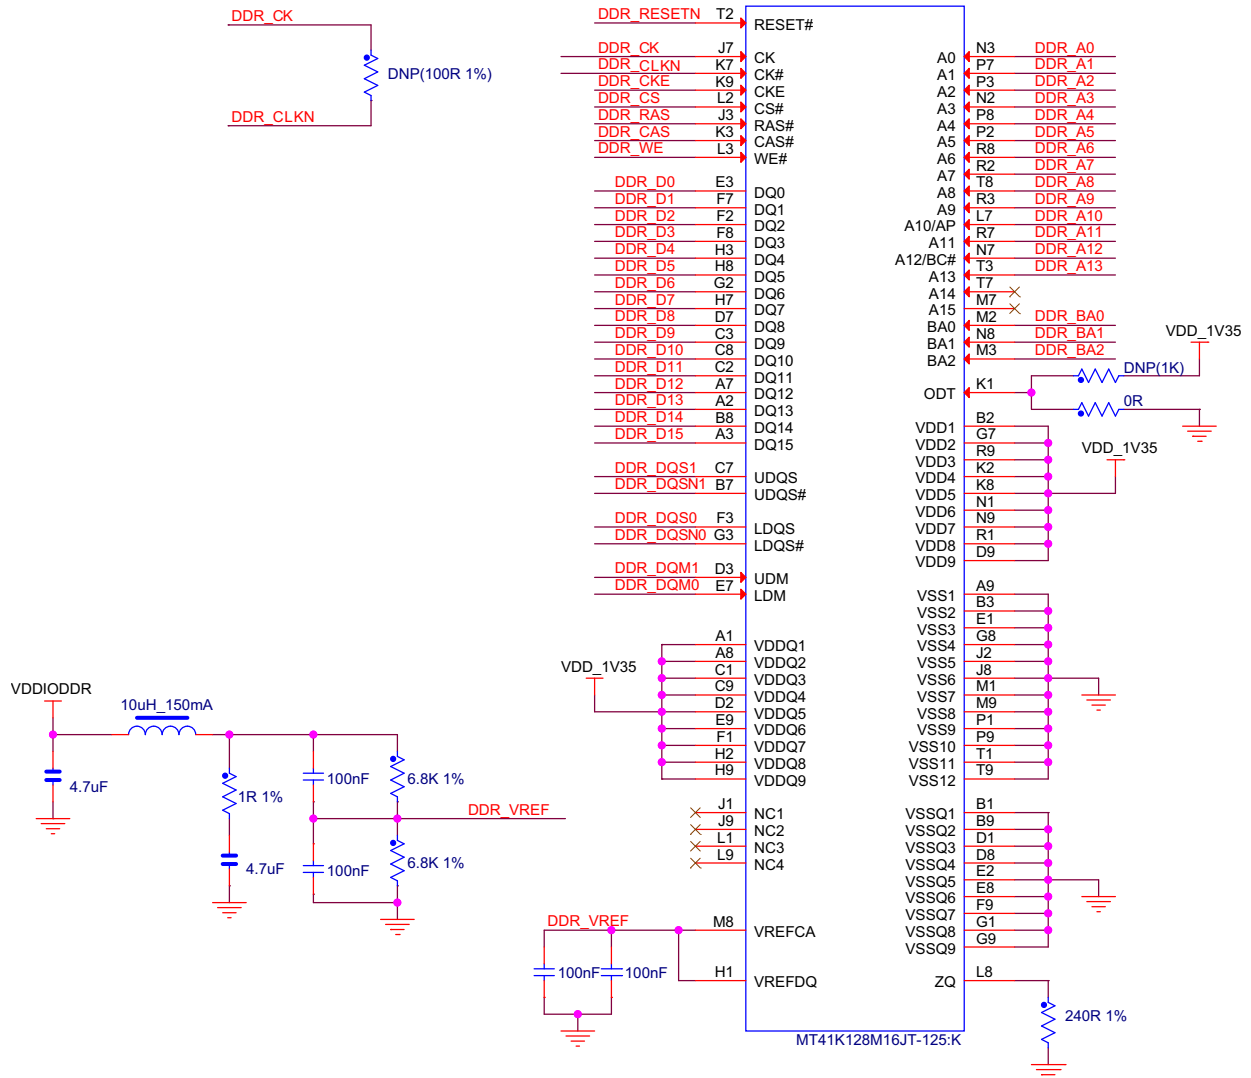 DDR_CK
DNP(100R 1%)
DDR_CLKN
DDR_RESETN T2 RESET#
DDR_CK J7 CK
DDR_CLKN K7 CK#
DDR_CKE K9 CKE
DDR_CS L2 CS#
DDR_RAS J3 RAS#
DDR_CAS K3 CAS#
DDR_WE L3 WE#
DDR_D0 E3 DQ0
DDR_D1 F7 DQ1
DDR_D2 F2 DQ2
DDR_D3 F8 DQ3
DDR_D4 H3 DQ4
DDR_D5 H8 DQ5
DDR_D6 G2 DQ6
DDR_D7 H7 DQ7
DDR_D8 D7 DQ8
DDR_D9 C3 DQ9
DDR_D10 C8 DQ10
DDR_D11 C2 DQ11
DDR_D12 A7 DQ12
DDR_D13 A2 DQ13
DDR_D14 B8 DQ14
DDR_D15 A3 DQ15
DDR_DQS1 C7 UDQS
DDR_DQSN1 B7 UDQS#
DDR_DQS0 F3 LDQS
DDR_DQSN0 G3 LDQS#
DDR_DQM1 D3 UDM
DDR_DQM0 E7 LDM
VDD_1V35
A1 VDDQ1
A8 VDDQ2
C1 VDDQ3
C9 VDDQ4
D2 VDDQ5
E9 VDDQ6
F1 VDDQ7
H2 VDDQ8
H9 VDDQ9
J1 NC1
J9 NC2
L1 NC3
L9 NC4
DDR_VREF M8 VREFCA
100nF 100nF H1 VREFDQ
A0 N3 DDR_A0
A1 P7 DDR_A1
A2 P3 DDR_A2
A3 N2 DDR_A3
A4 P8 DDR_A4
A5 P2 DDR_A5
A6 R8 DDR_A6
A7 R2 DDR_A7
A8 T8 DDR_A8
A9 R3 DDR_A9
A10/AP L7 DDR_A10
A11 R7 DDR_A11
A12/BC# N7 DDR_A12
A13 T3 DDR_A13
A14 T7
A15 M7
BA0 M2 DDR_BA0
BA1 N8 DDR_BA1
BA2 M3 DDR_BA2
VDD_1V35
DNP(1K)
ODT K1
0R
VDD1 B2
VDD2 G7
VDD3 R9
VDD4 K2
VDD5 K8
VDD_1V35
VDD6 N1
VDD7 N9
VDD8 R1
VDD9 D9
VSS1 A9
VSS2 B3
VSS3 E1
VSS4 G8
VSS5 J2
VSS6 J8
VSS7 M1
VSS8 M9
VSS9 P1
VSS10 P9
VSS11 T1
VSS12 T9
VSSQ1 B1
VSSQ2 B9
VSSQ3 D1
VSSQ4 D8
VSSQ5 E2
VSSQ6 E8
VSSQ7 F9
VSSQ8 G1
VSSQ9 G9
ZQ L8
240R 1%
MT41K128M16JT-125:K
VDDIODDR
10uH_150mA
4.7uF
1R 1%
100nF
6.8K 1%
DDR_VREF
4.7uF
100nF
6.8K 1%